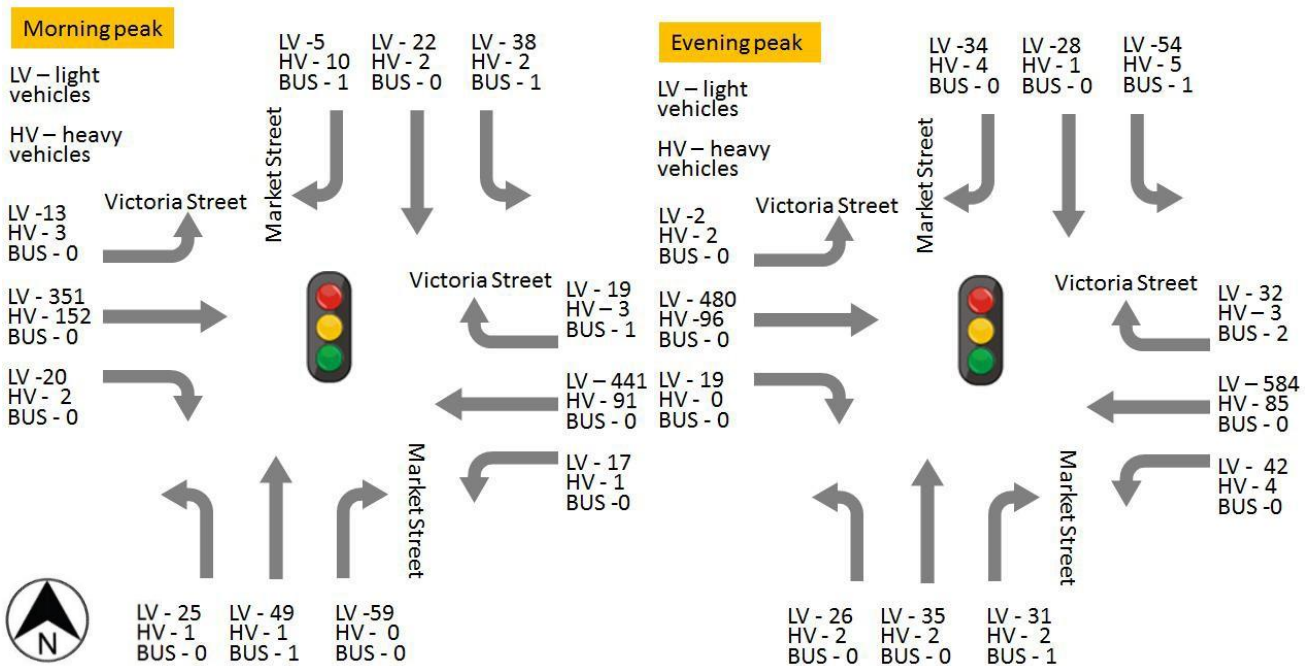 Morning peak
LV – light
vehicles
HV – heavy
vehicles
LV -5
HV - 10
BUS - 1
LV - 22
HV - 2
BUS - 0
LV - 38
HV - 2
BUS - 1
Market Street
Victoria Street
LV -13
HV - 3
BUS - 0
LV - 351
HV - 152
BUS - 0
LV -20
HV - 2
BUS - 0
Victoria Street
LV - 19
HV – 3
BUS - 1
LV – 441
HV - 91
BUS - 0
LV - 17
HV - 1
BUS -0
Market Street
LV - 25
HV - 1
BUS - 0
LV - 49
HV - 1
BUS - 1
LV -59
HV - 0
BUS - 0
N
Evening peak
LV – light
vehicles
HV – heavy
vehicles
LV -34
HV - 4
BUS - 0
LV -28
HV - 1
BUS - 0
LV -54
HV - 5
BUS - 1
Market Street
Victoria Street
LV -2
HV - 2
BUS - 0
LV - 480
HV -96
BUS - 0
LV - 19
HV - 0
BUS - 0
Victoria Street
LV - 32
HV – 3
BUS - 2
LV – 584
HV - 85
BUS - 0
LV - 42
HV - 4
BUS -0
Market Street
LV - 26
HV - 2
BUS - 0
LV - 35
HV - 2
BUS - 0
LV - 31
HV - 2
BUS - 1